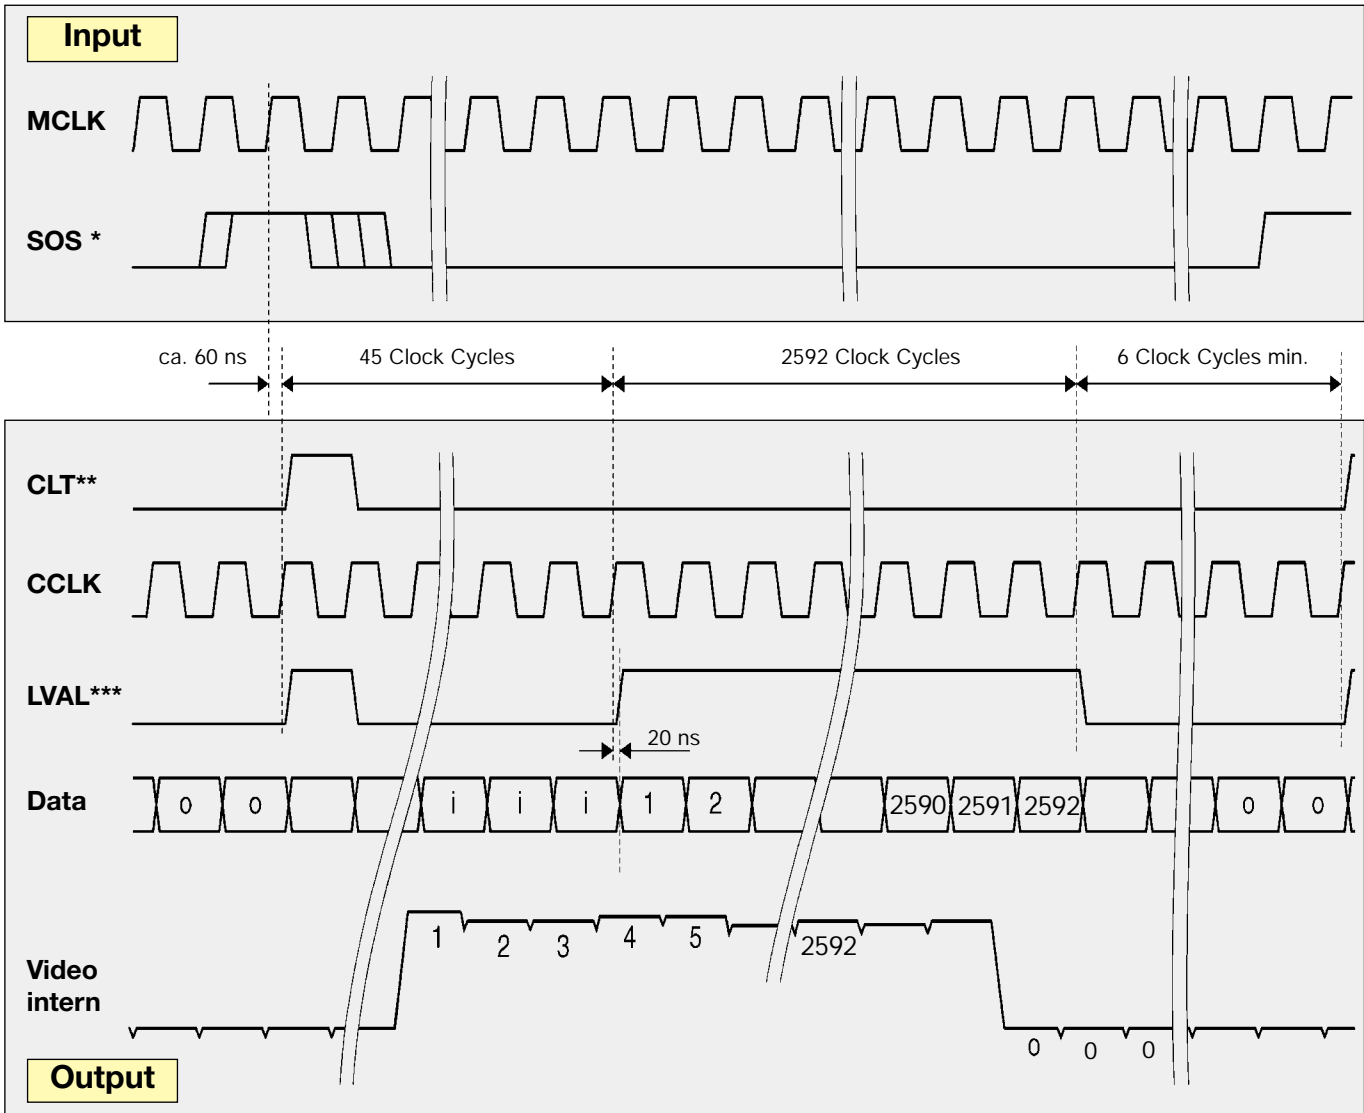 Input
MCLK
SOS *
ca. 60 ns 45 Clock Cycles 2592 Clock Cycles 6 Clock Cycles min.
CLT**
CCLK
LVAL***
20 ns
Data 0 0 i i i 1 2 2590 2591 2592 0 0
1 2 3 4 5 2592
Video
intern
0 0 0
Output